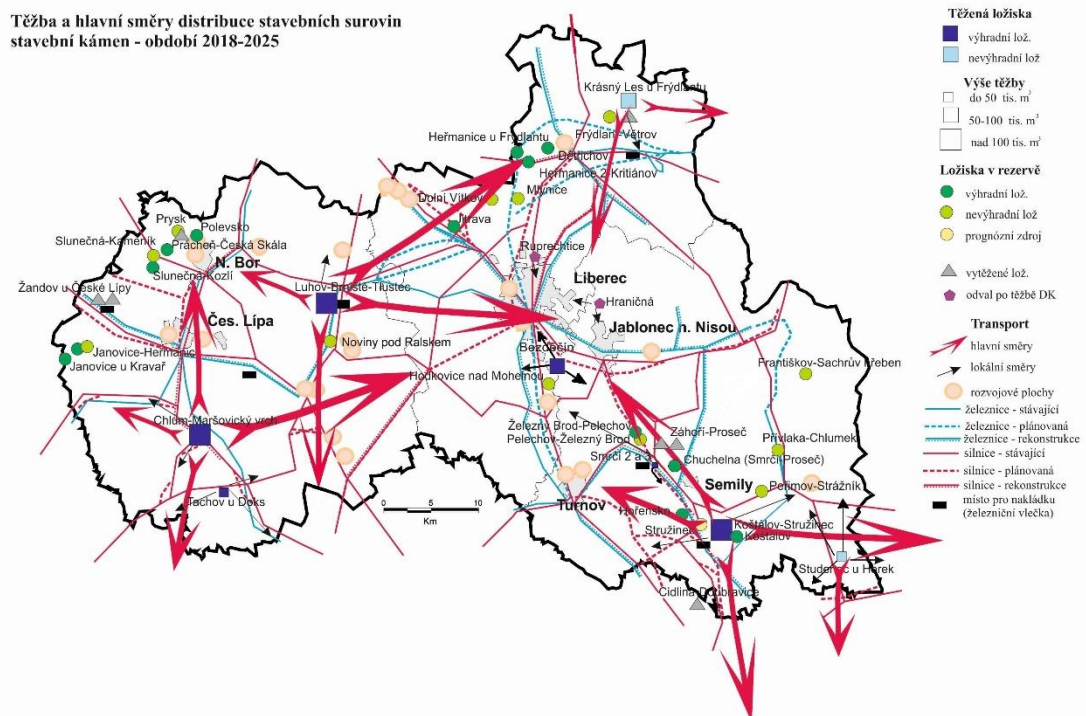 Těžba a hlavní směry distribuce stavebních surovin
stavební kámen - období 2018-2025
Krásný Les u Frýdlantu
Heřmanice u Frýdlantu
Frýdlant-Větrov
Dětřichov
Heřmanice 2-Kritiánov
Mlýnice
Dolní Vítkov
Prysk
Polevsko
Slunečná-Kameník
Prácheň-Česká Skála
N. Bor
Slunečná-Kozlí
Ruprechtice
Liberec
Žandov u České Lípy
Luhov-Brniště-Tlustec
Hraničná
Čes. Lípa
Jablonec n. Nisou
Noviny pod Ralskem
Bezděčín
Janovice-Heřmanic
Janovice u Kravař
Františkov-Sachrův hřeben
Hodkovice nad Mohelnou
Chlum-Maršovický vrch
Železný Brod-Pelechov
Pelechov-Železný Brod
Záhoří-Proseč
Přívlaka-Chlumek
Smrčí 2 a 3
Chuchelna (Smrčí-Proseč)
Semily
Peřimov-Strážník
Tachov u Doks
Turnov
Hořensko
Stružinec
Košťálov-Stružinec
Košťálov
Studenec u Horek
Cidlina-Doubravice
0 5 10
Km
Těžená ložiska
výhradní lož.
nevýhradní lož
Výše těžby
do 50 tis. m³
50-100 tis. m³
nad 100 tis. m³
Ložiska v rezervě
výhradní lož.
nevýhradní lož
prognózní zdroj
vytěžené lož.
odval po těžbě DK
Transport
hlavní směry
lokální směry
rozvojové plochy
železnice - stávající
železnice - plánovaná
železnice - rekonstrukce
silnice - stávající
silnice - plánovaná
silnice - rekonstrukce
místo pro nakládku
(železniční vlečka)